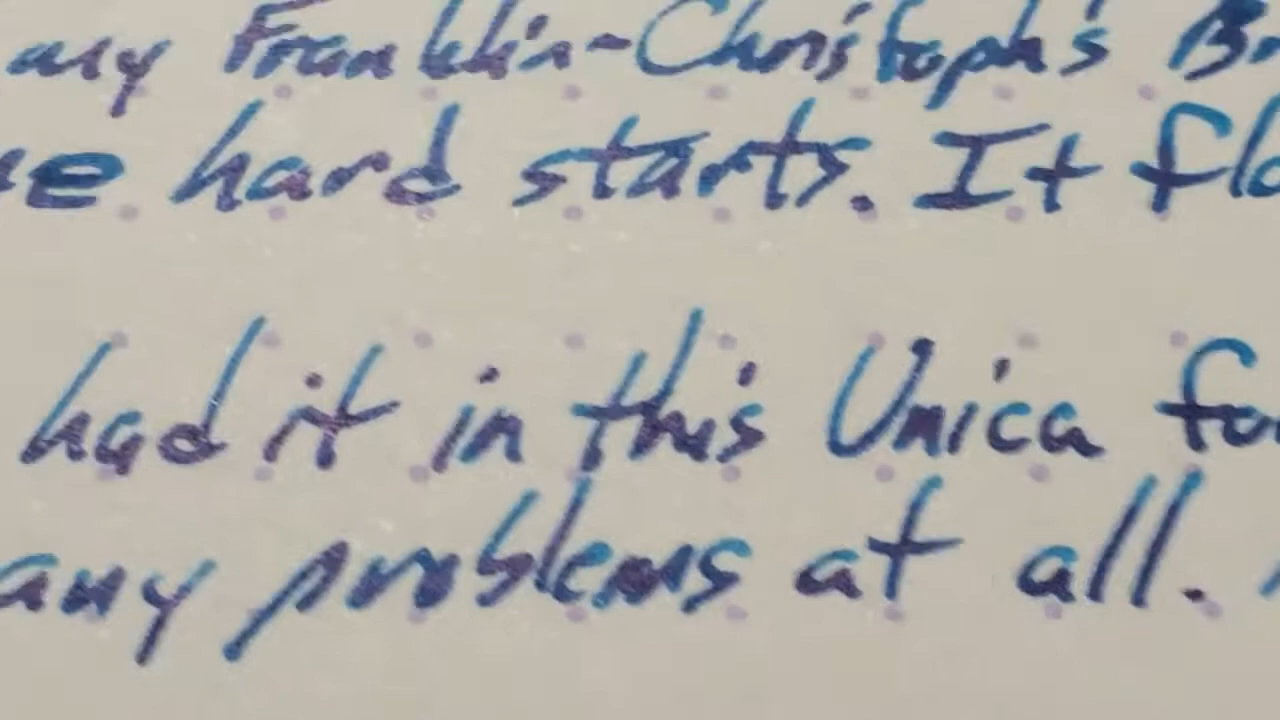 any Franklin-Christoph's
hard starts. It
had it in this Unica
any problems at all.